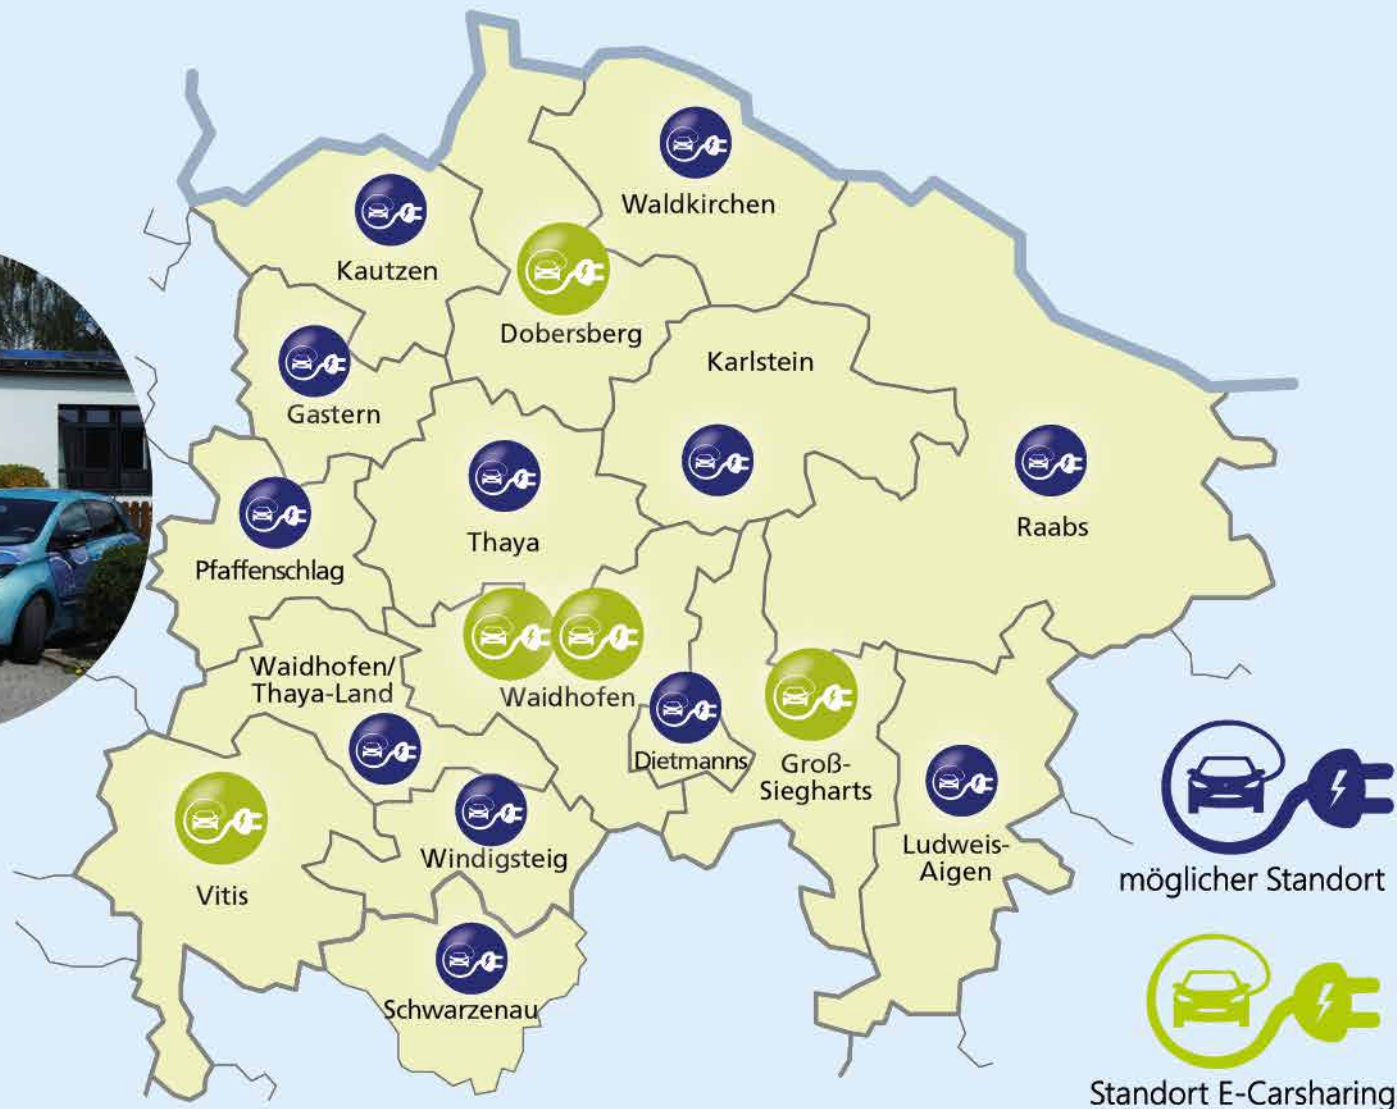 Waldkirchen
Kautzen
Dobersberg
Karlstein
Gastern
Raabs
Thaya
Pfaffenschlag
Waidhofen/
Thaya-Land
Waidhofen
Dietmanns
Groß-
Siegharts
Ludweis-
Aigen
Windigsteig
Vitis
Schwarzenau
möglicher Standort
Standort E-Carsharing